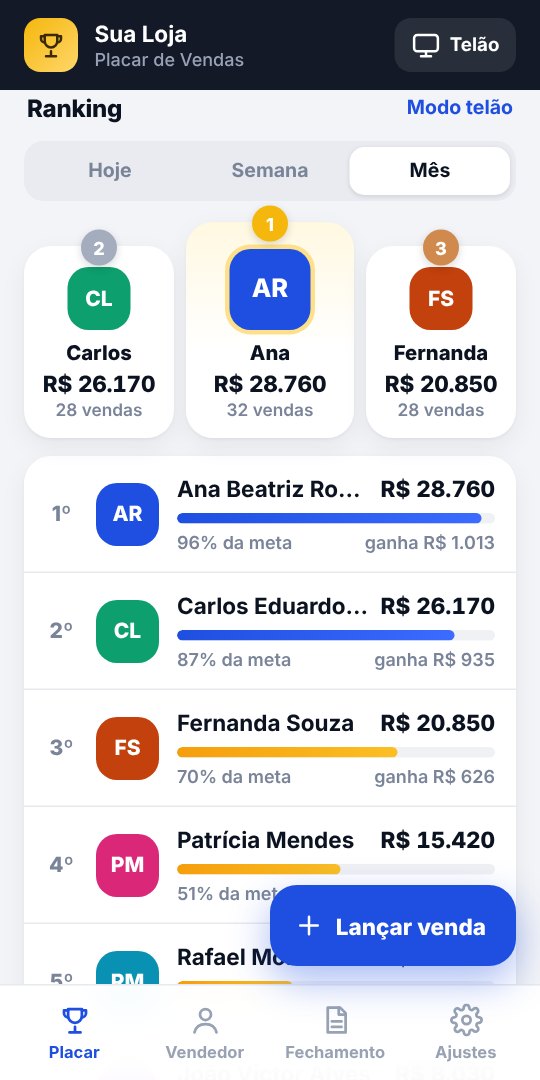 Sua Loja
Placar de Vendas
Telão
Ranking
Modo telão
Hoje
Semana
Mês
2
CL
Carlos
R$ 26.170
28 vendas
1
AR
Ana
R$ 28.760
32 vendas
3
FS
Fernanda
R$ 20.850
28 vendas
1º
AR
Ana Beatriz Ro...
R$ 28.760
96% da meta
ganha R$ 1.013
2º
CL
Carlos Eduardo...
R$ 26.170
87% da meta
ganha R$ 935
3º
FS
Fernanda Souza
R$ 20.850
70% da meta
ganha R$ 626
4º
PM
Patrícia Mendes
R$ 15.420
51% da
5º
Rafael
Lançar venda
Placar
Vendedor
Fechamento
Ajustes